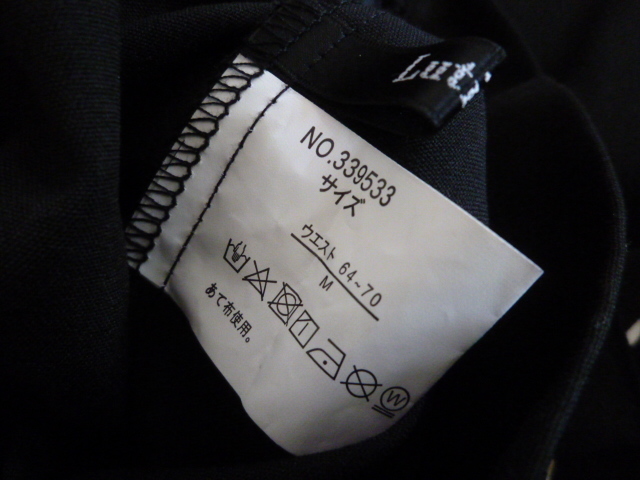 NO.339533
サイズ
ウエスト 64~70
M
あて布使用。
W